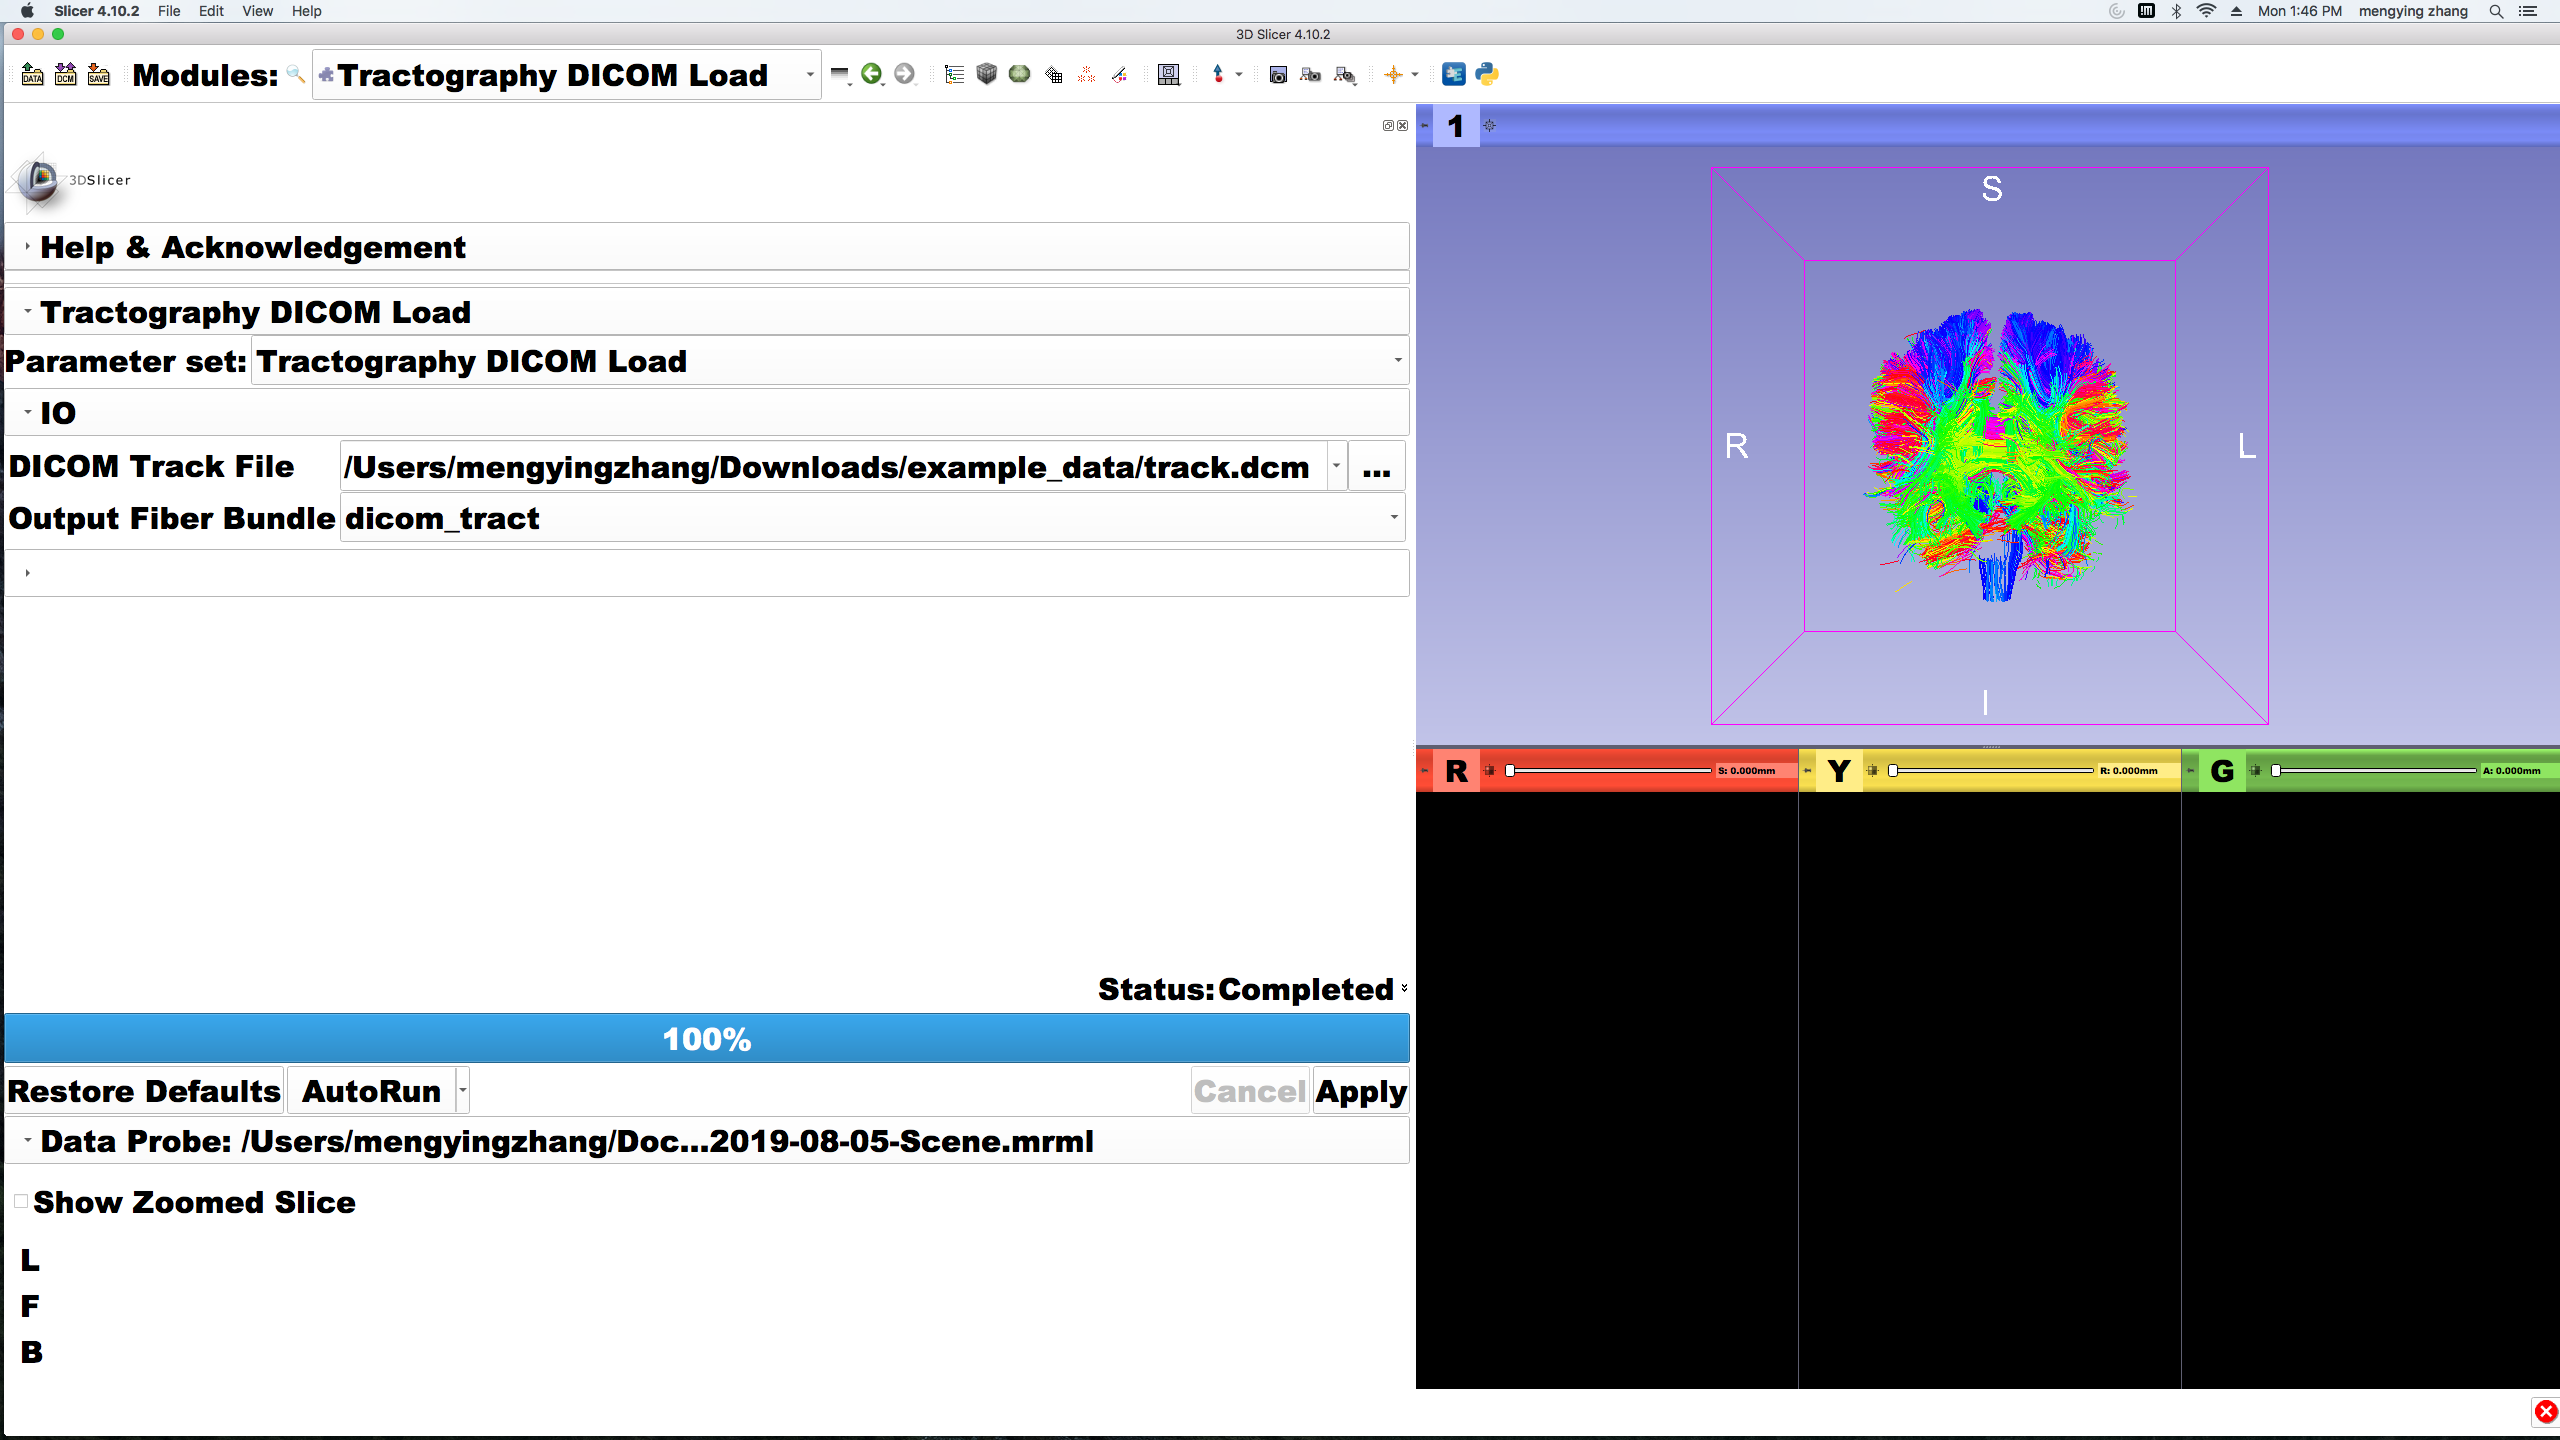 Slicer 4.10.2 File Edit View Help
Mon 1:46 PM mengying zhang
3D Slicer 4.10.2
DATA DCM SAVE Modules: Tractography DICOM Load
1
3DSlicer
Help & Acknowledgement
Tractography DICOM Load
Parameter set: Tractography DICOM Load
IO
DICOM Track File /Users/mengyingzhang/Downloads/example_data/track.dcm ...
Output Fiber Bundle dicom_tract
S
R
L
I
R S: 0.000mm
Y R: 0.000mm
G A: 0.000mm
Status: Completed
100%
Restore Defaults AutoRun Cancel Apply
Data Probe: /Users/mengyingzhang/Doc...2019-08-05-Scene.mrml
Show Zoomed Slice
L
F
B